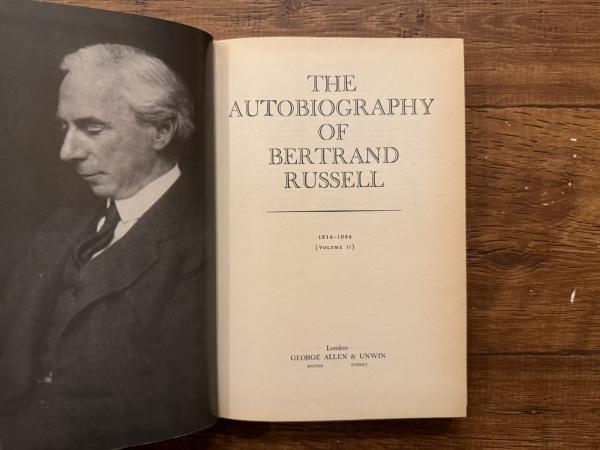 THE
AUTOBIOGRAPHY
OF
BERTRAND
RUSSELL
1914–1944
[VOLUME II]
London
GEORGE ALLEN & UNWIN
BOSTON SYDNEY